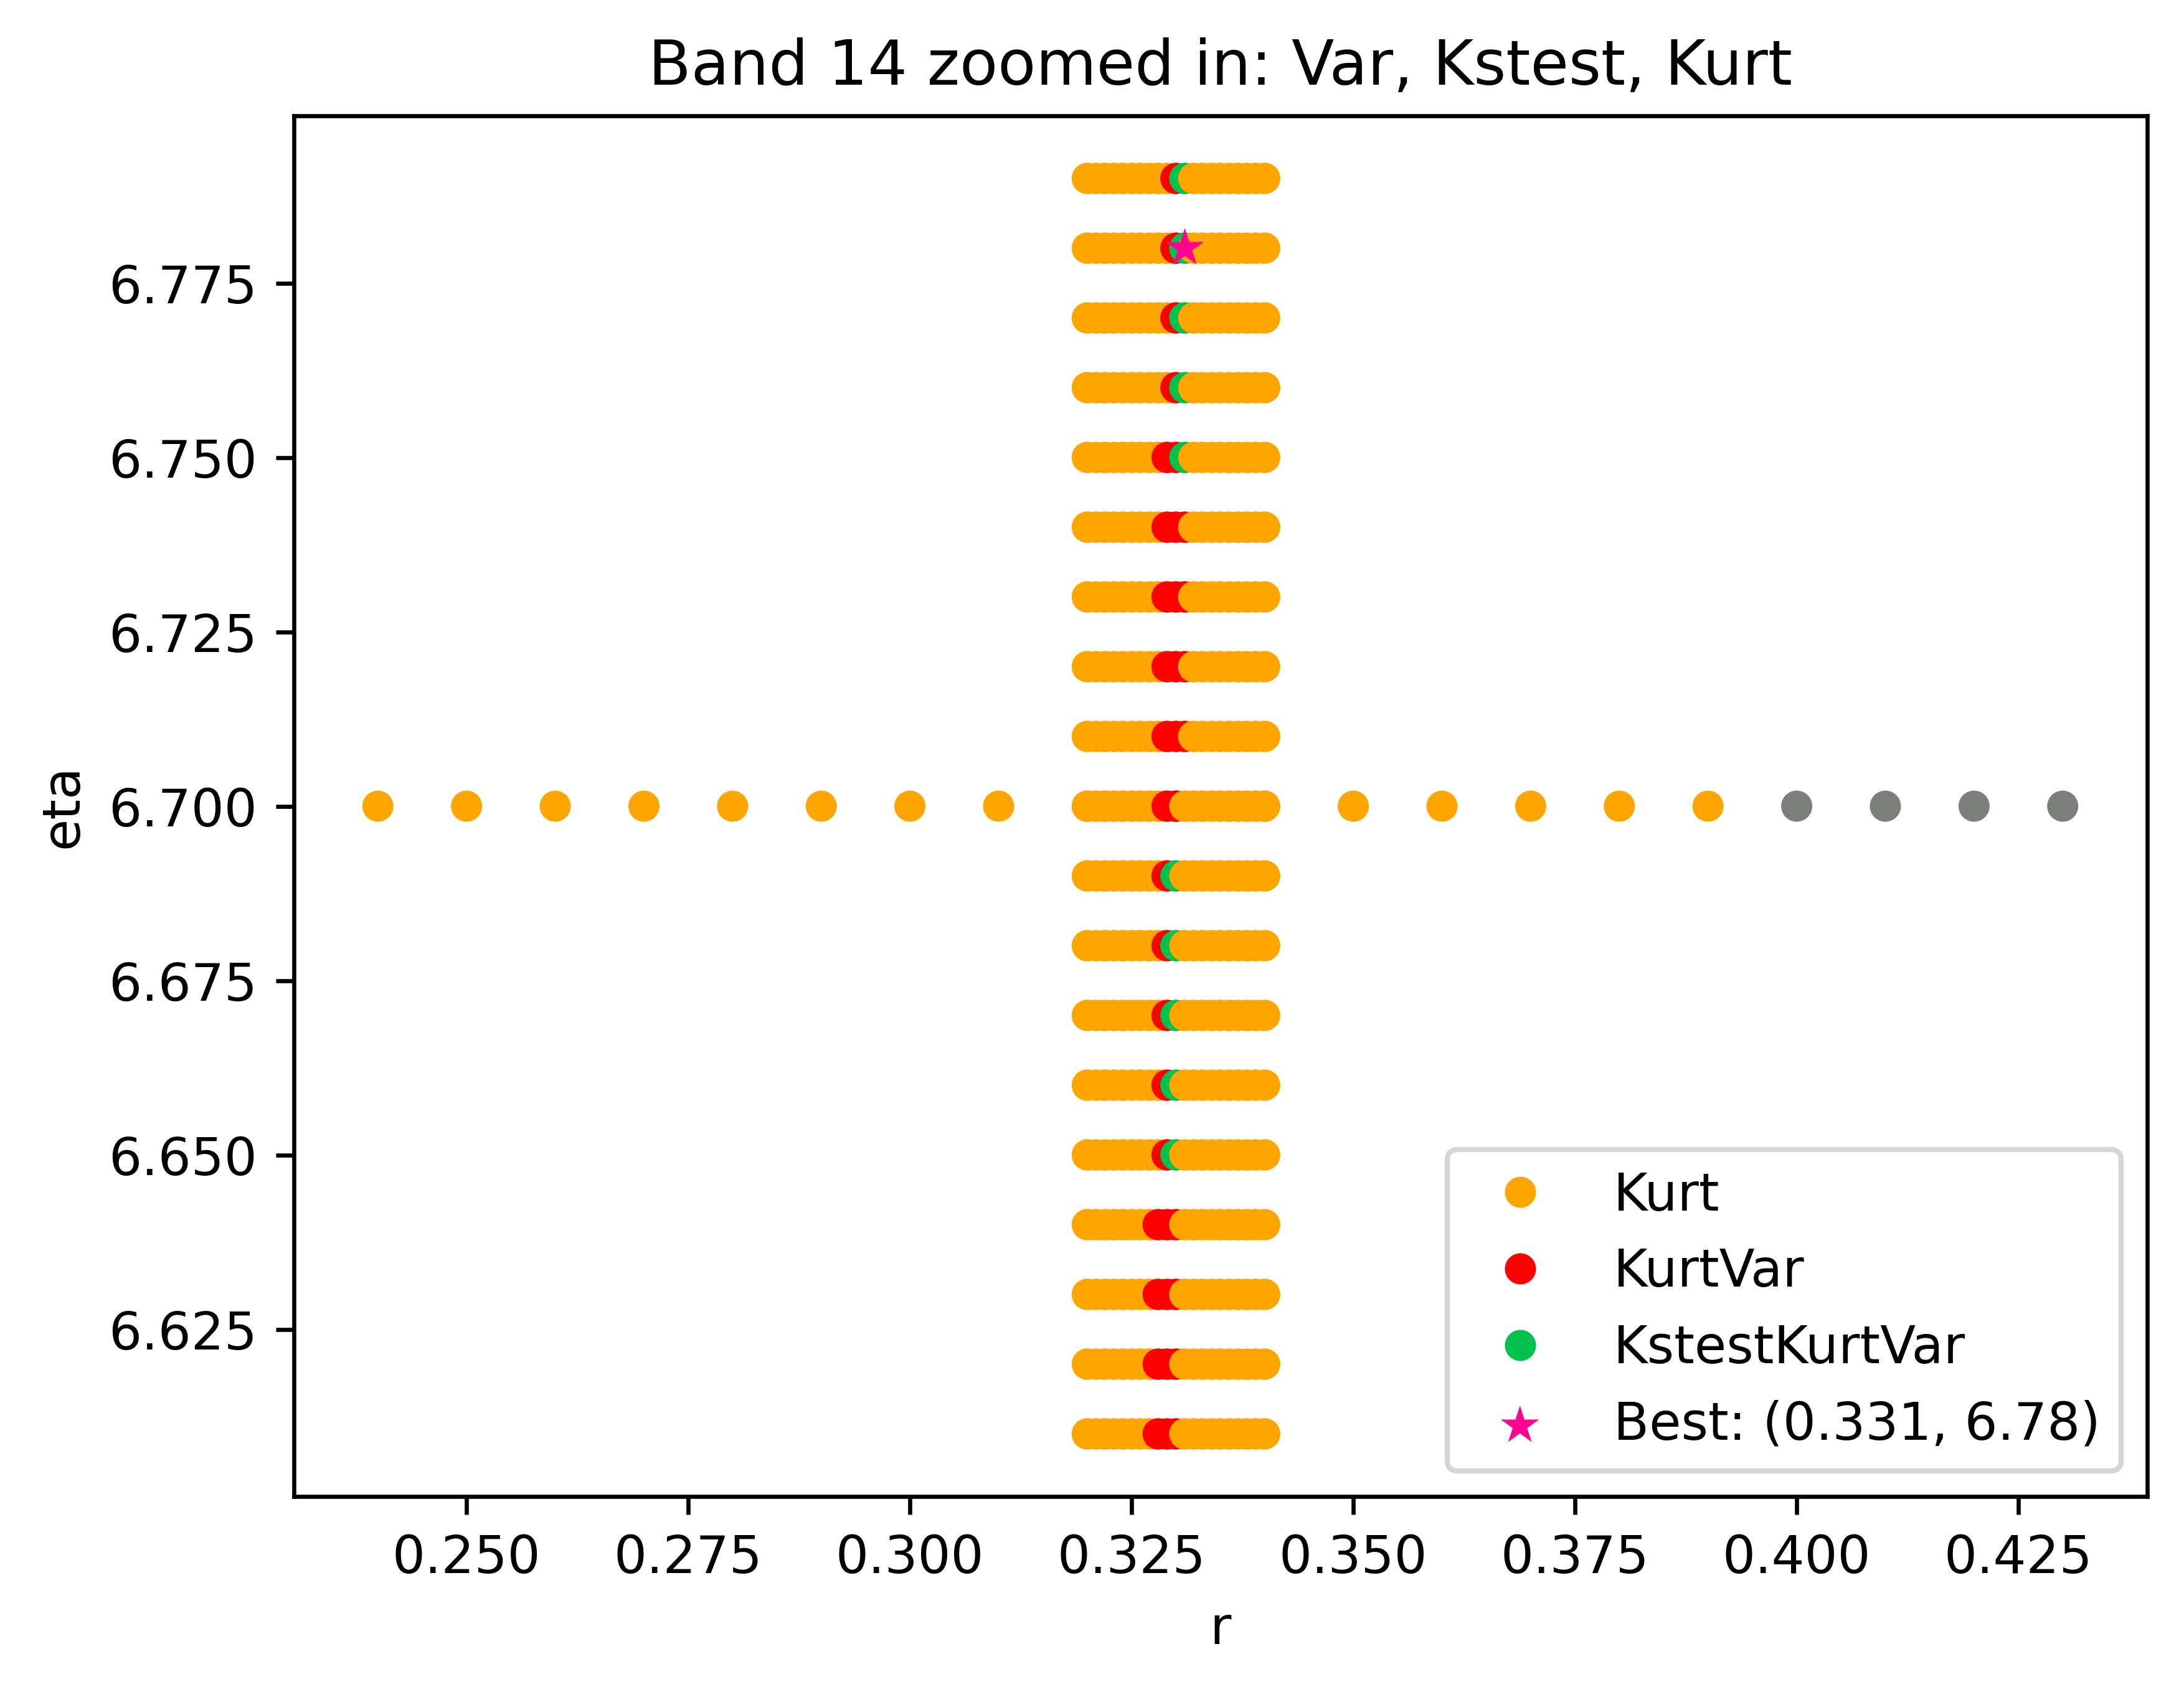 Band 14 zoomed in: Var, Kstest, Kurt
eta
6.775
6.750
6.725
6.700
6.675
6.650
6.625
Kurt
KurtVar
KstestKurtVar
Best: (0.331, 6.78)
0.250 0.275 0.300 0.325 0.350 0.375 0.400 0.425
r